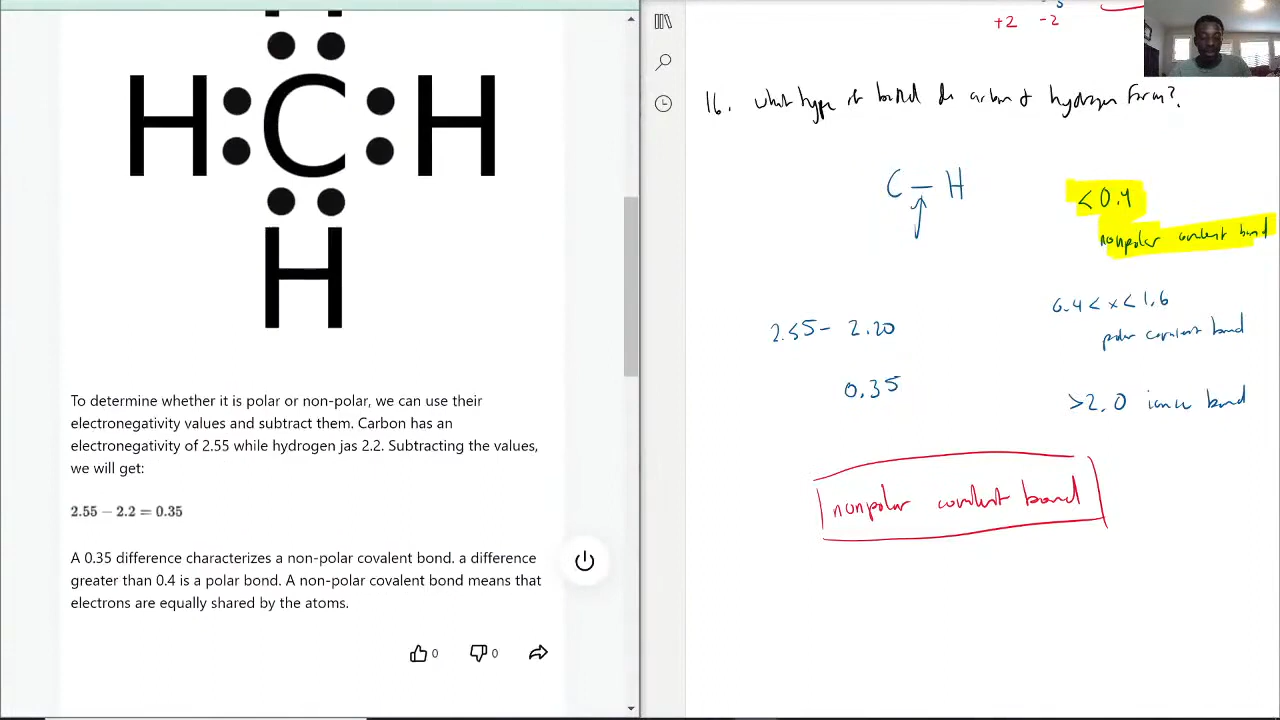 H
H : C : H
H
To determine whether it is polar or non-polar, we can use their
electronegativity values and subtract them. Carbon has an
electronegativity of 2.55 while hydrogen jas 2.2. Subtracting the values,
we will get:
2.55 − 2.2 = 0.35
A 0.35 difference characterizes a non-polar covalent bond. a difference
greater than 0.4 is a polar bond. A non-polar covalent bond means that
electrons are equally shared by the atoms.
0 0
+2 -2
16. What type of bond do carbon & hydrogen form?
C — H
< 0.4
nonpolar covalent bond
0.4 < x < 1.6
polar covalent bond
2.55 - 2.20
0.35
>2.0 ionic bond
nonpolar covalent bond